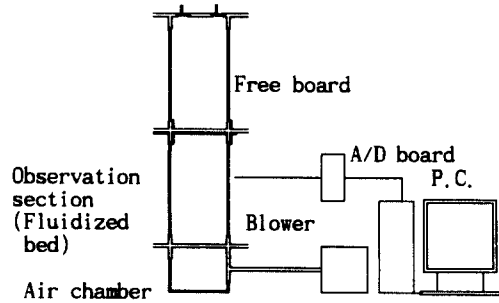 Free board
A/D board
P.C.
Observation
section
(Fluidized
bed)
Blower
Air chamber